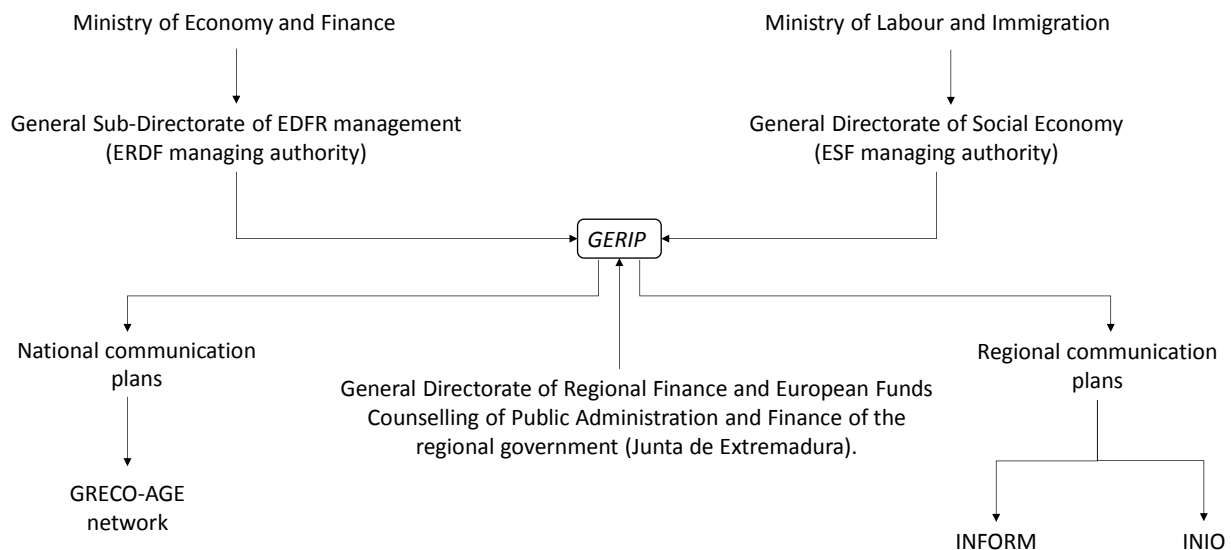 Ministry of Economy and Finance
Ministry of Labour and Immigration
General Sub-Directorate of EDFR management
(ERDF managing authority)
General Directorate of Social Economy
(ESF managing authority)
GERIP
National communication
plans
Regional communication
plans
General Directorate of Regional Finance and European Funds
Counselling of Public Administration and Finance of the
regional government (Junta de Extremadura).
GRECO-AGE
network
INFORM
INIO